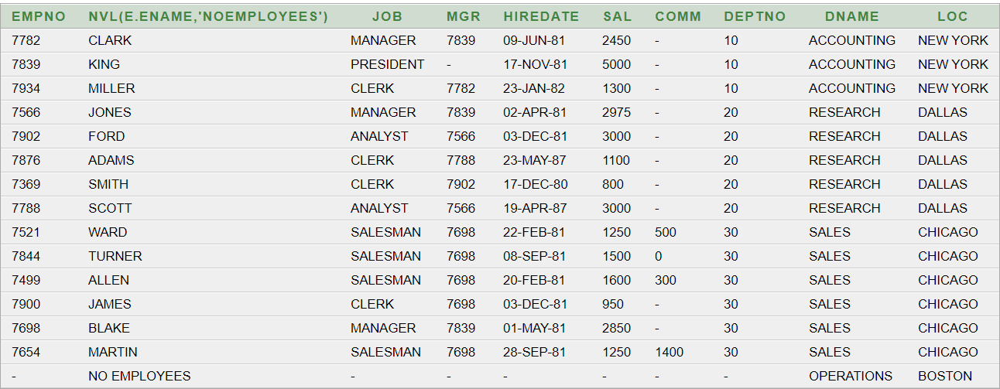 EMPNO NVL(E.ENAME,'NOEMPLOYEES') JOB MGR HIREDATE SAL COMM DEPTNO DNAME LOC
7782 CLARK MANAGER 7839 09-JUN-81 2450 - 10 ACCOUNTING NEW YORK
7839 KING PRESIDENT - 17-NOV-81 5000 - 10 ACCOUNTING NEW YORK
7934 MILLER CLERK 7782 23-JAN-82 1300 - 10 ACCOUNTING NEW YORK
7566 JONES MANAGER 7839 02-APR-81 2975 - 20 RESEARCH DALLAS
7902 FORD ANALYST 7566 03-DEC-81 3000 - 20 RESEARCH DALLAS
7876 ADAMS CLERK 7788 23-MAY-87 1100 - 20 RESEARCH DALLAS
7369 SMITH CLERK 7902 17-DEC-80 800 - 20 RESEARCH DALLAS
7788 SCOTT ANALYST 7566 19-APR-87 3000 - 20 RESEARCH DALLAS
7521 WARD SALESMAN 7698 22-FEB-81 1250 500 30 SALES CHICAGO
7844 TURNER SALESMAN 7698 08-SEP-81 1500 0 30 SALES CHICAGO
7499 ALLEN SALESMAN 7698 20-FEB-81 1600 300 30 SALES CHICAGO
7900 JAMES CLERK 7698 03-DEC-81 950 - 30 SALES CHICAGO
7698 BLAKE MANAGER 7839 01-MAY-81 2850 - 30 SALES CHICAGO
7654 MARTIN SALESMAN 7698 28-SEP-81 1250 1400 30 SALES CHICAGO
- NO EMPLOYEES - - - - - - OPERATIONS BOSTON